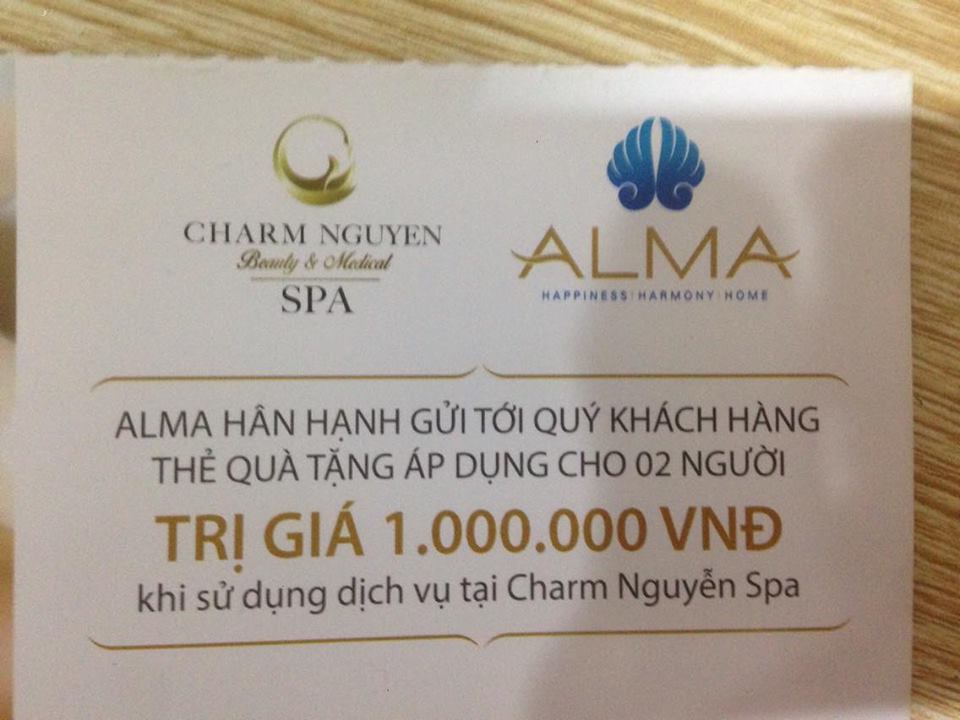 CHARM NGUYEN
Beauty & Medical
SPA
ALMA
HAPPINESS | HARMONY | HOME
ALMA HÂN HẠNH GỬI TỚI QUÝ KHÁCH HÀNG
THẺ QUÀ TẶNG ÁP DỤNG CHO 02 NGƯỜI
TRỊ GIÁ 1.000.000 VNĐ
khi sử dụng dịch vụ tại Charm Nguyễn Spa